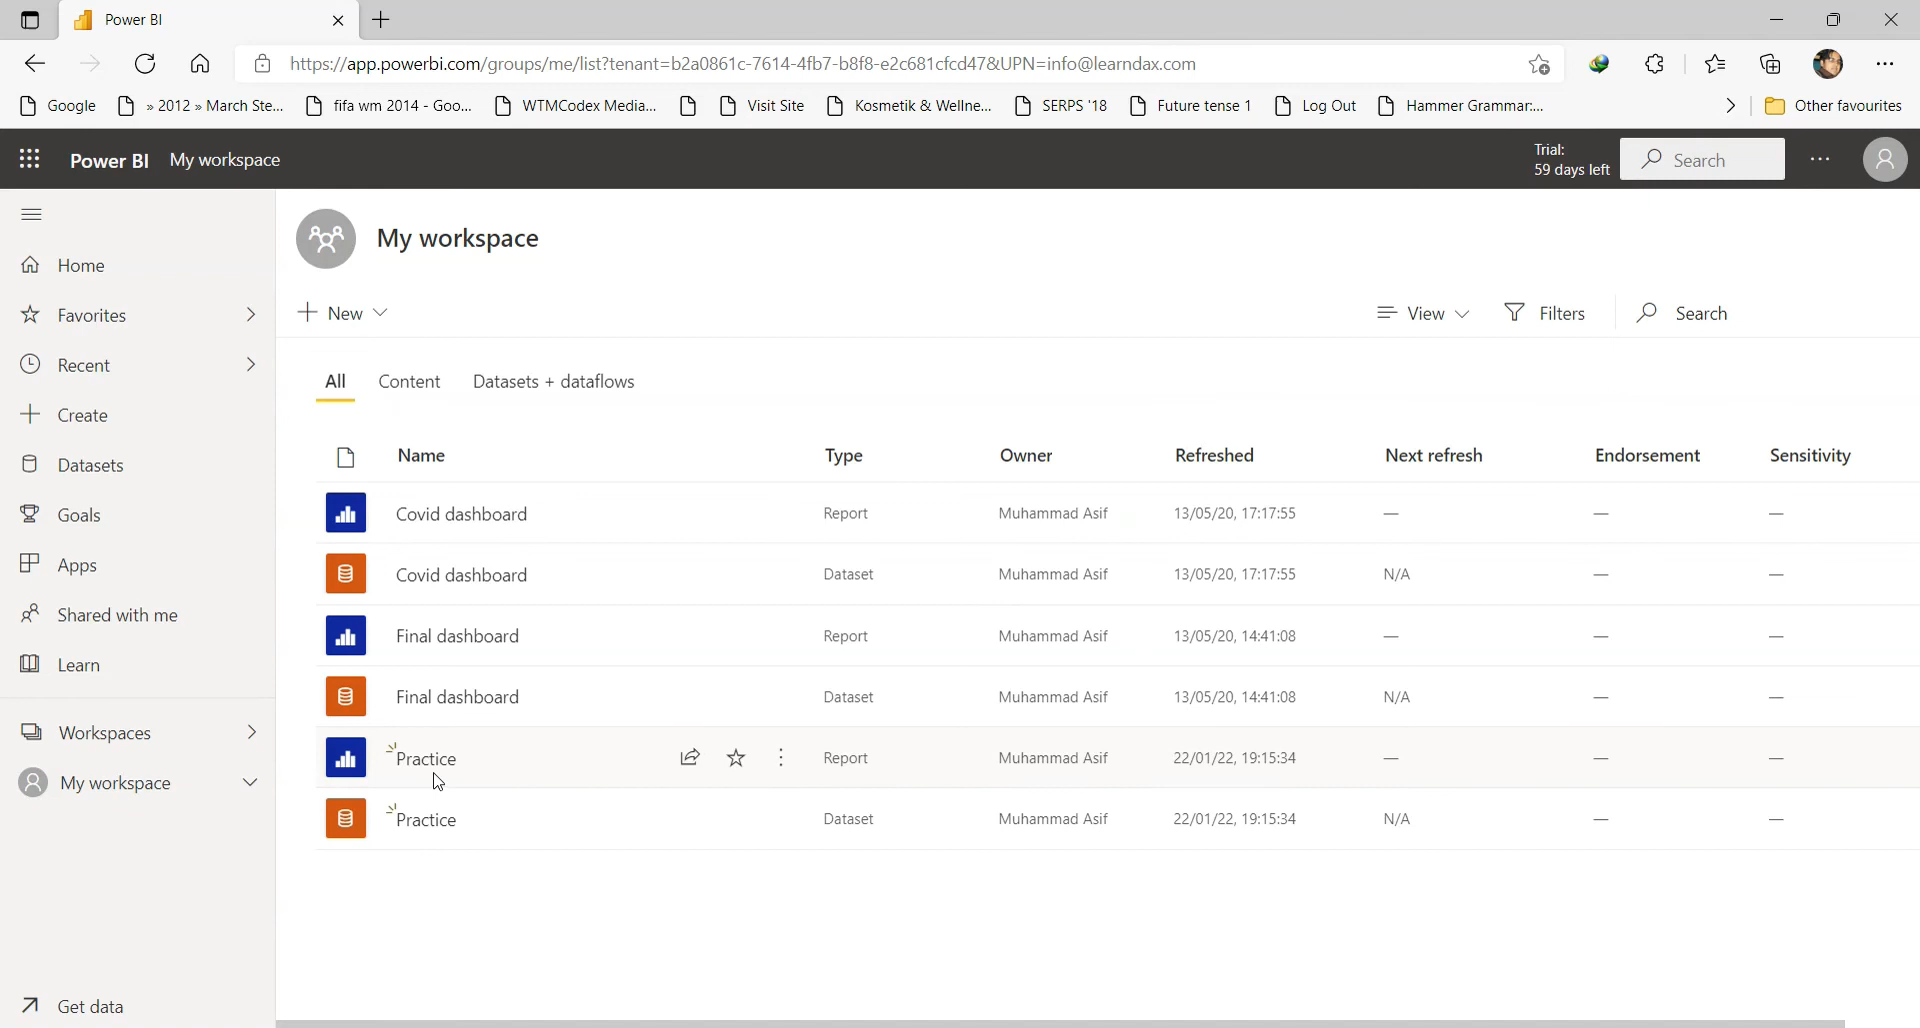 Power BI
https://app.powerbi.com/groups/me/list?tenant=b2a0861c-7614-4fb7-b8f8-e2c681cfcd47&UPN=info@learndax.com
Google » 2012 » March Ste... fifa wm 2014 - Goo... WTMCodex Media... Visit Site Kosmetik & Wellne... SERPS '18 Future tense 1 Log Out Hammer Grammar:... Other favourites
Power BI My workspace Trial: 59 days left Search
My workspace
Home
Favorites
Recent
Create
Datasets
Goals
Apps
Shared with me
Learn
Workspaces
My workspace
Get data
New View Filters Search
All Content Datasets + dataflows
Name Type Owner Refreshed Next refresh Endorsement Sensitivity
Covid dashboard Report Muhammad Asif 13/05/20, 17:17:55 — — —
Covid dashboard Dataset Muhammad Asif 13/05/20, 17:17:55 N/A — —
Final dashboard Report Muhammad Asif 13/05/20, 14:41:08 — — —
Final dashboard Dataset Muhammad Asif 13/05/20, 14:41:08 N/A — —
Practice Report Muhammad Asif 22/01/22, 19:15:34 — — —
Practice Dataset Muhammad Asif 22/01/22, 19:15:34 N/A — —